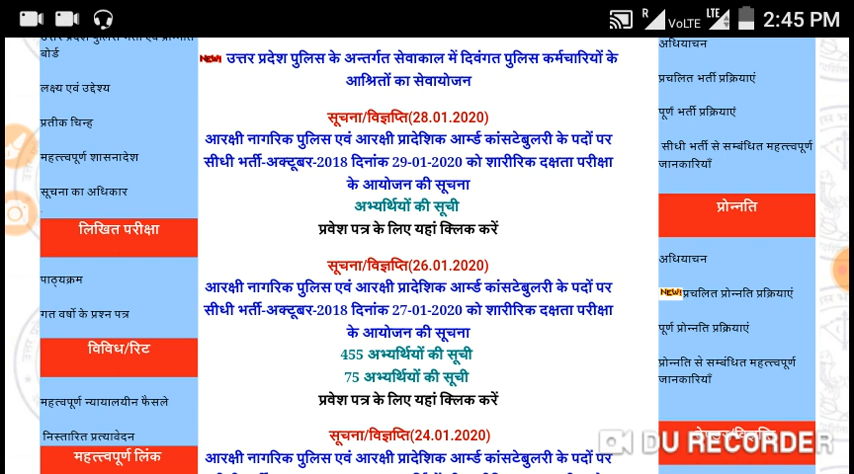 R VoLTE LTE 2:45 PM
बोर्ड
लक्ष्य एवं उद्देश्य
प्रतीक चिन्ह
महत्त्वपूर्ण शासनादेश
सूचना का अधिकार
लिखित परीक्षा
पाठ्यक्रम
गत वर्षो के प्रश्न पत्र
विविध/रिट
महत्वपूर्ण न्यायालयीन फैसले
निस्तारित प्रत्यावेदन
महत्त्वपूर्ण लिंक
NEW! उत्तर प्रदेश पुलिस के अन्तर्गत सेवाकाल में दिवंगत पुलिस कर्मचारियों के
आश्रितों का सेवायोजन
सूचना/विज्ञप्ति(28.01.2020)
आरक्षी नागरिक पुलिस एवं आरक्षी प्रादेशिक आर्म्ड कांसटेबुलरी के पदों पर
सीधी भर्ती-अक्टूबर-2018 दिनांक 29-01-2020 को शारीरिक दक्षता परीक्षा
के आयोजन की सूचना
अभ्यर्थियों की सूची
प्रवेश पत्र के लिए यहां क्लिक करें
सूचना/विज्ञप्ति(26.01.2020)
आरक्षी नागरिक पुलिस एवं आरक्षी प्रादेशिक आर्म्ड कांसटेबुलरी के पदों पर
सीधी भर्ती-अक्टूबर-2018 दिनांक 27-01-2020 को शारीरिक दक्षता परीक्षा
के आयोजन की सूचना
455 अभ्यर्थियों की सूची
75 अभ्यर्थियों की सूची
प्रवेश पत्र के लिए यहां क्लिक करें
सूचना/विज्ञप्ति(24.01.2020)
आरक्षी नागरिक पुलिस एवं आरक्षी प्रादेशिक आर्म्ड कांसटेबुलरी के पदों पर
अधियाचन
प्रचलित भर्ती प्रक्रियाएं
पूर्ण भर्ती प्रक्रियाएं
सीधी भर्ती से सम्बंधित महत्त्वपूर्ण
जानकारियाँ
प्रोन्नति
अधियाचन
NEW! प्रचलित प्रोन्नति प्रक्रियाएं
पूर्ण प्रोन्नति प्रक्रियाएं
प्रोन्नति से सम्बंधित महत्त्वपूर्ण
जानकारियाँ
DU RECORDER